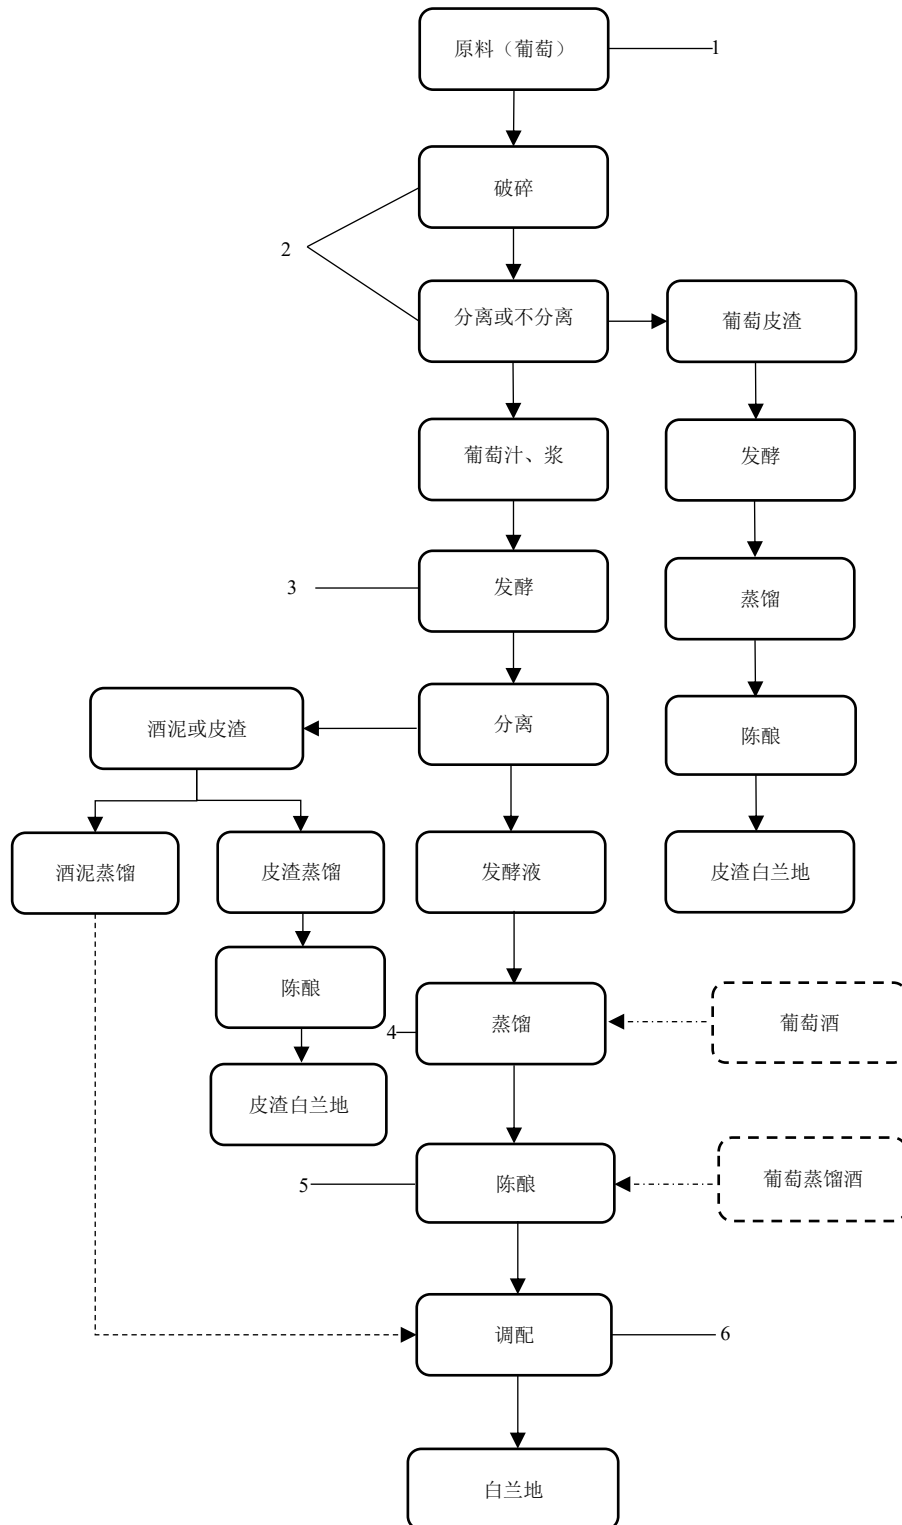 原料（葡萄）
1
破碎
2
分离或不分离
葡萄皮渣
葡萄汁、浆
发酵
3
发酵
蒸馏
酒泥或皮渣
分离
陈酿
酒泥蒸馏
皮渣蒸馏
发酵液
皮渣白兰地
陈酿
4
蒸馏
葡萄酒
皮渣白兰地
5
陈酿
葡萄蒸馏酒
调配
6
白兰地